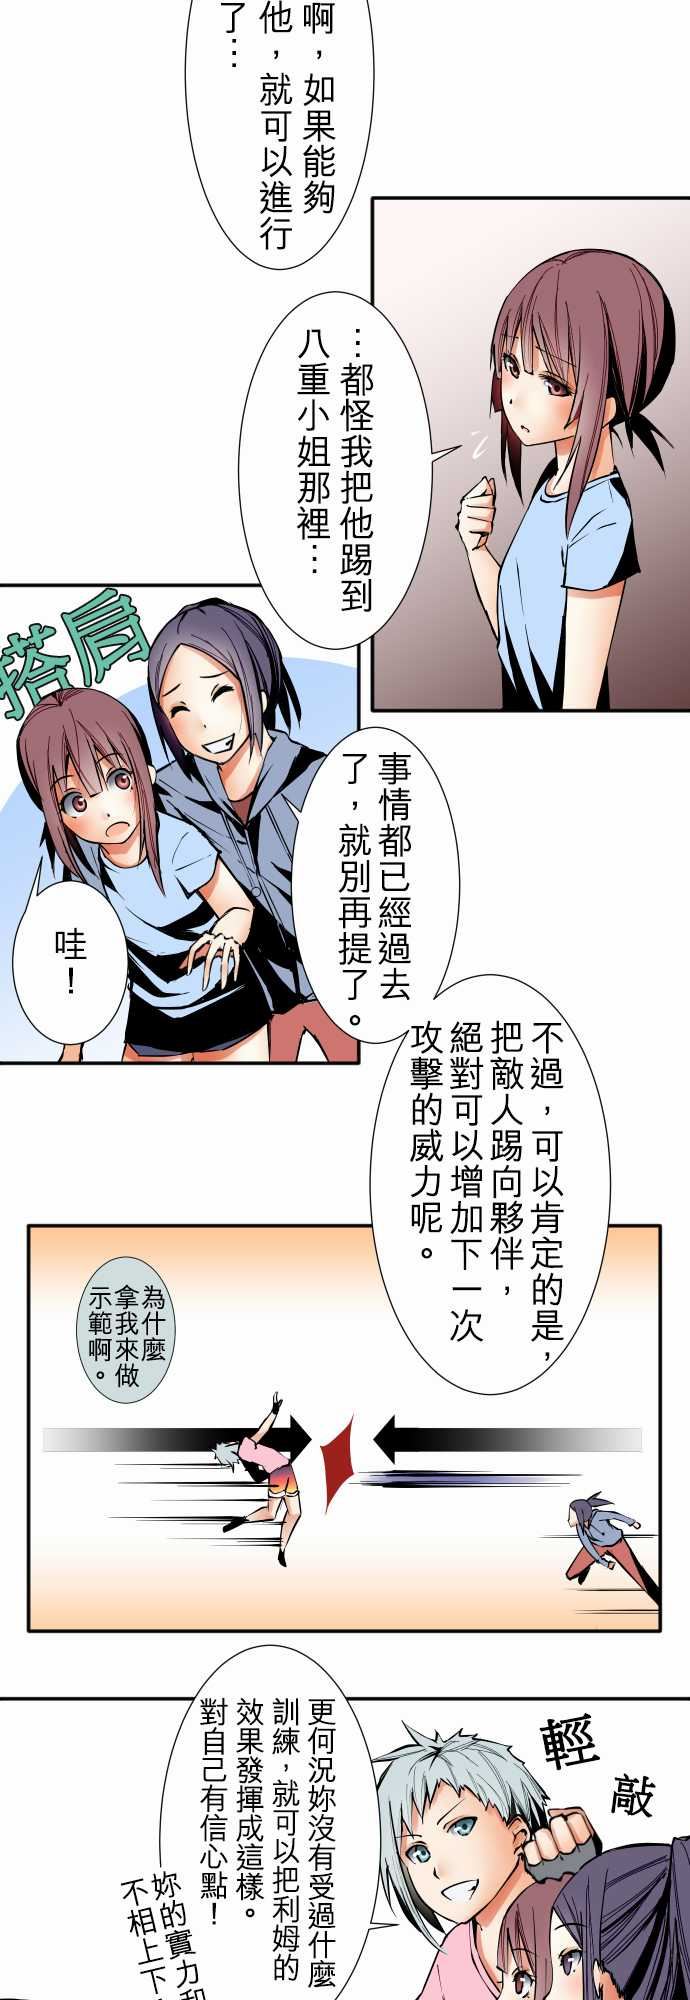 啊，如果能夠
他，就可以進行
了…
…都怪我把他踢到
八重小姐那裡…
搭肩
事情都已經過去
了，就別再提了。
哇！
不過，可以肯定的是，
把敵人踢向夥伴，
絕對可以增加下一次
攻擊的威力呢。
為什麼
拿我來做
示範啊。
輕敲
更何況妳沒有受過什麼
訓練，就可以把利姆的
效果發揮成這樣。
對自己有信心點！
妳的實力和
不相上下